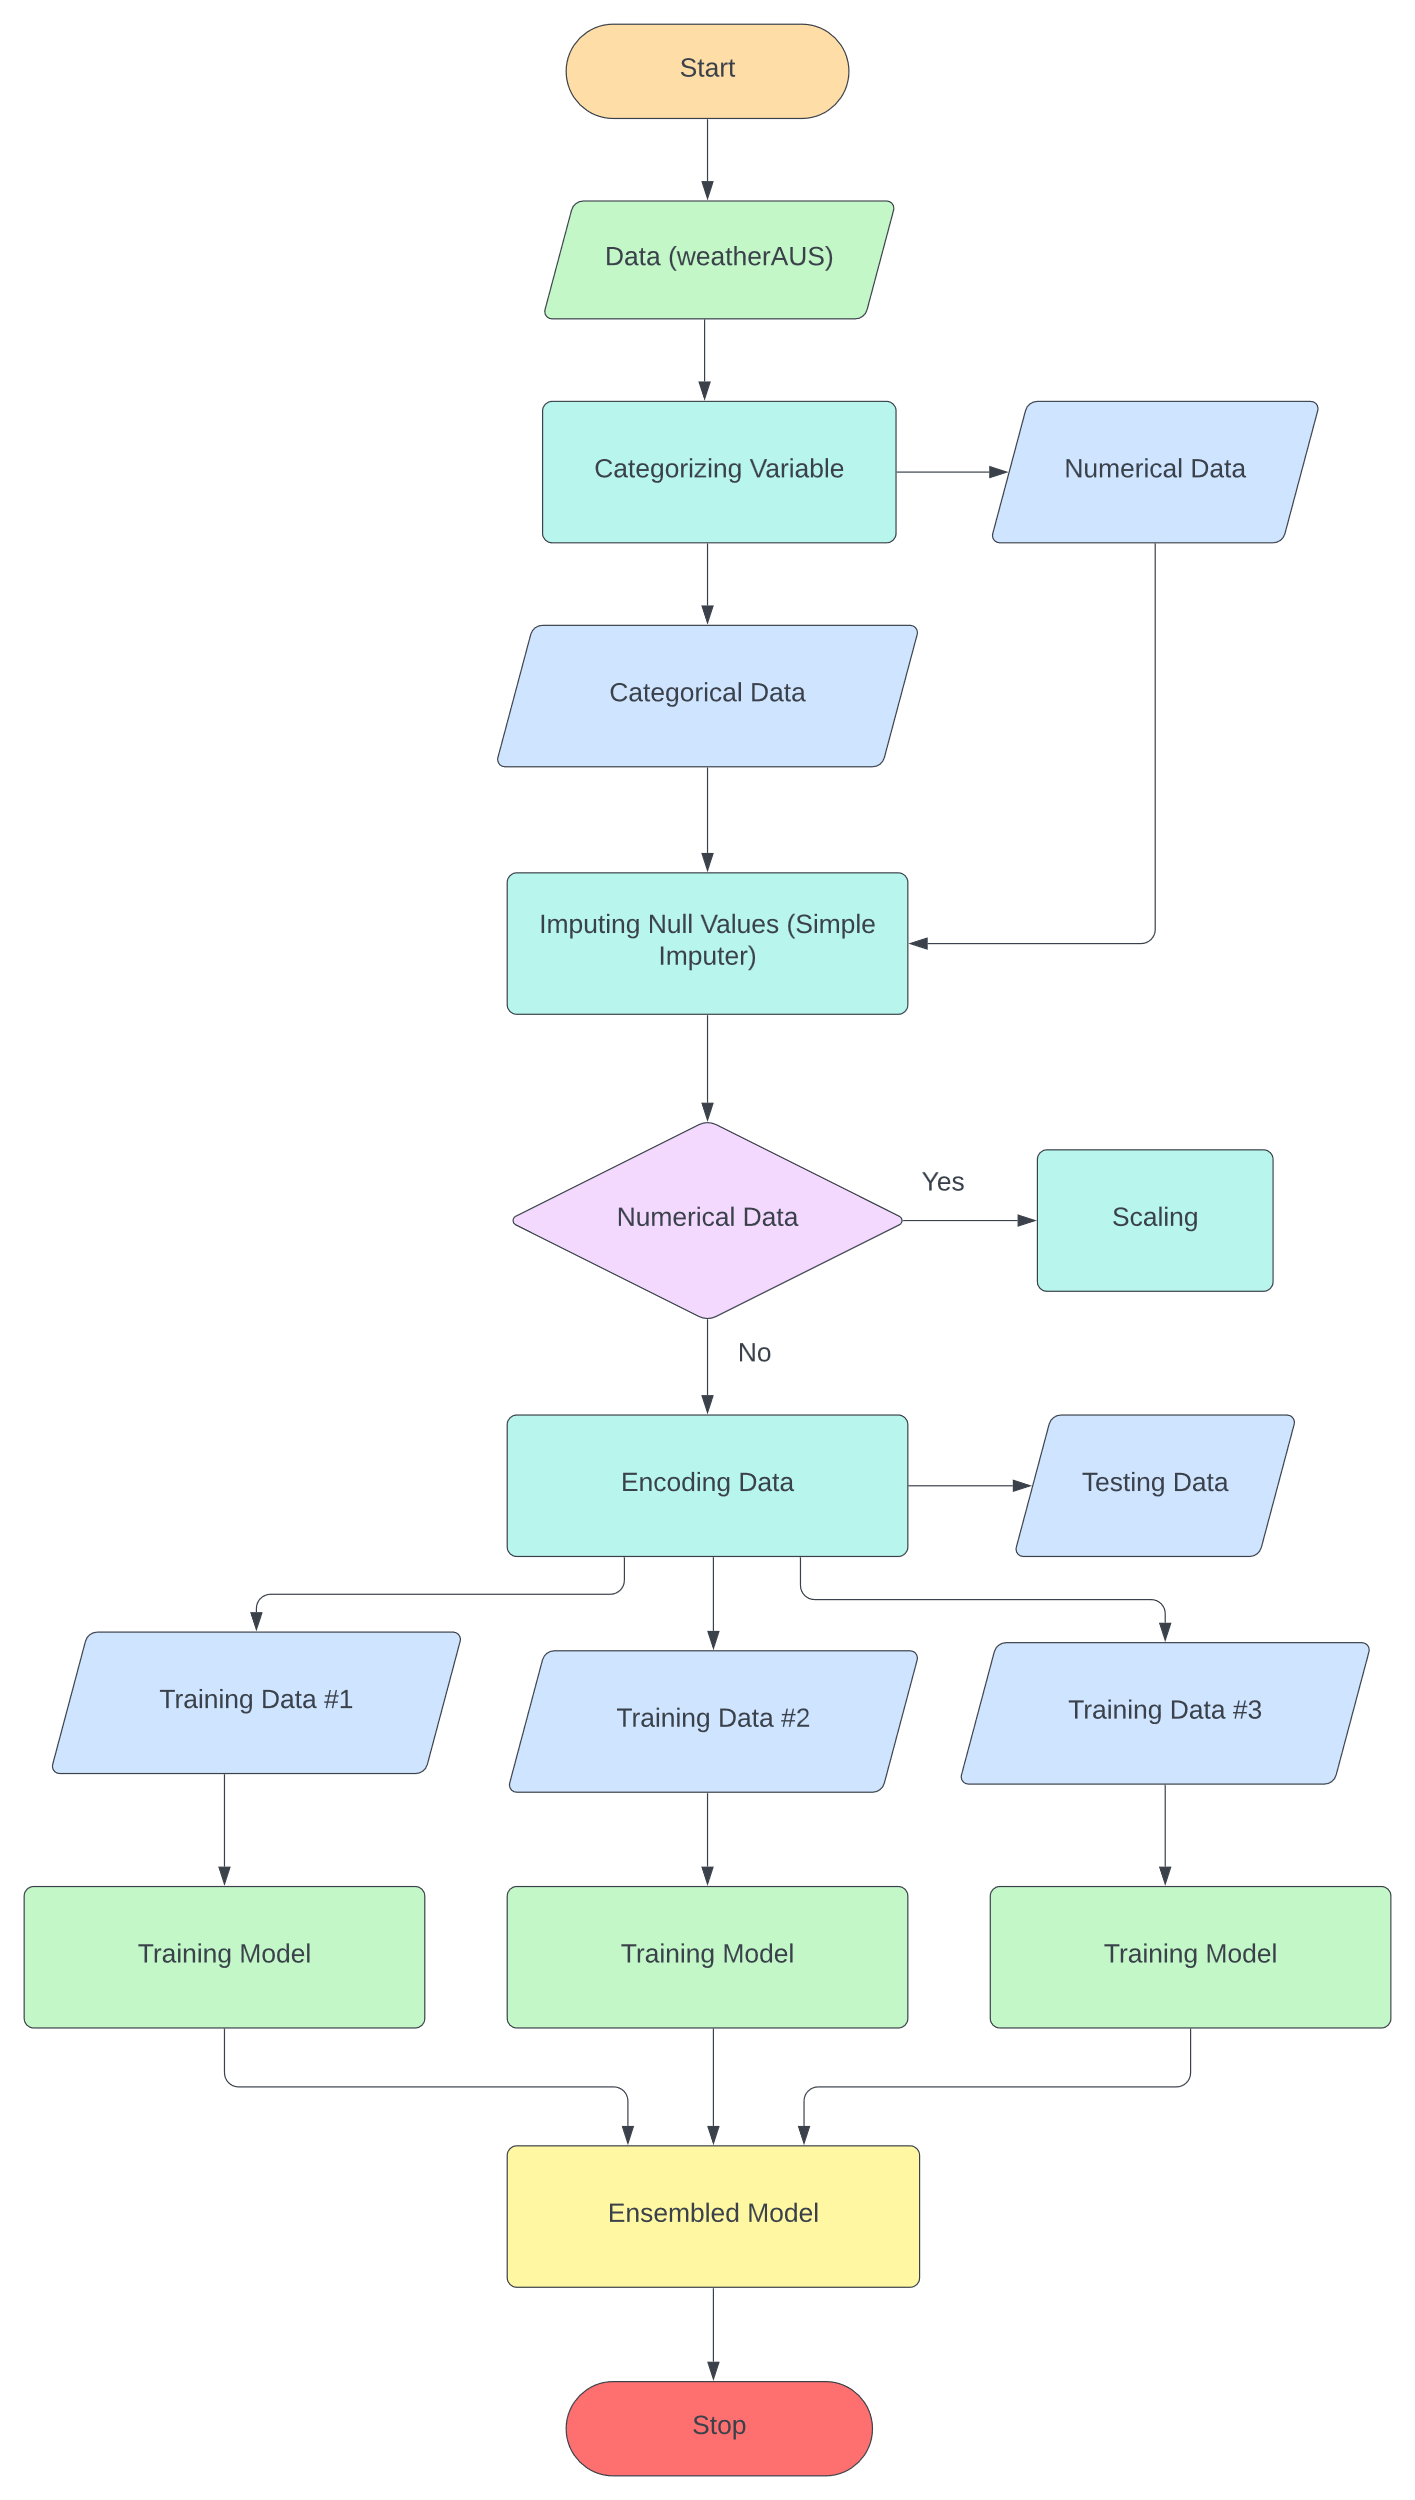 Start
Data (weatherAUS)
Categorizing Variable
Numerical Data
Categorical Data
Imputing Null Values (Simple
Imputer)
Numerical Data
Yes
Scaling
No
Encoding Data
Testing Data
Training Data #1
Training Data #2
Training Data #3
Training Model
Training Model
Training Model
Ensembled Model
Stop